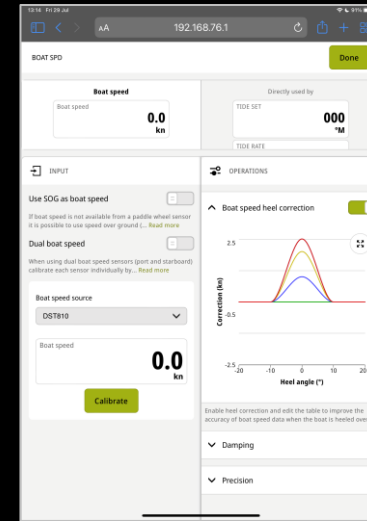 13:14 Fri 29 Jul
91%
AA
192.168.76.1
BOAT SPD
Done
Boat speed
Boat speed
0.0
kn
Directly used by
TIDE SET
000
°M
TIDE RATE
INPUT
Use SOG as boat speed
If boat speed is not available from a paddle wheel sensor
it is possible to use speed over ground (... Read more
Dual boat speed
When using dual boat speed sensors (port and starboard)
calibrate each sensor individually by... Read more
Boat speed source
DST810
Boat speed
0.0
kn
Calibrate
OPERATIONS
Boat speed heel correction
Correction (kn)
2.5
-0.5
-2.5
-20 -10 0 10 20
Heel angle (°)
Enable heel correction and edit the table to improve the
accuracy of boat speed data when the boat is heeled over
Damping
Precision